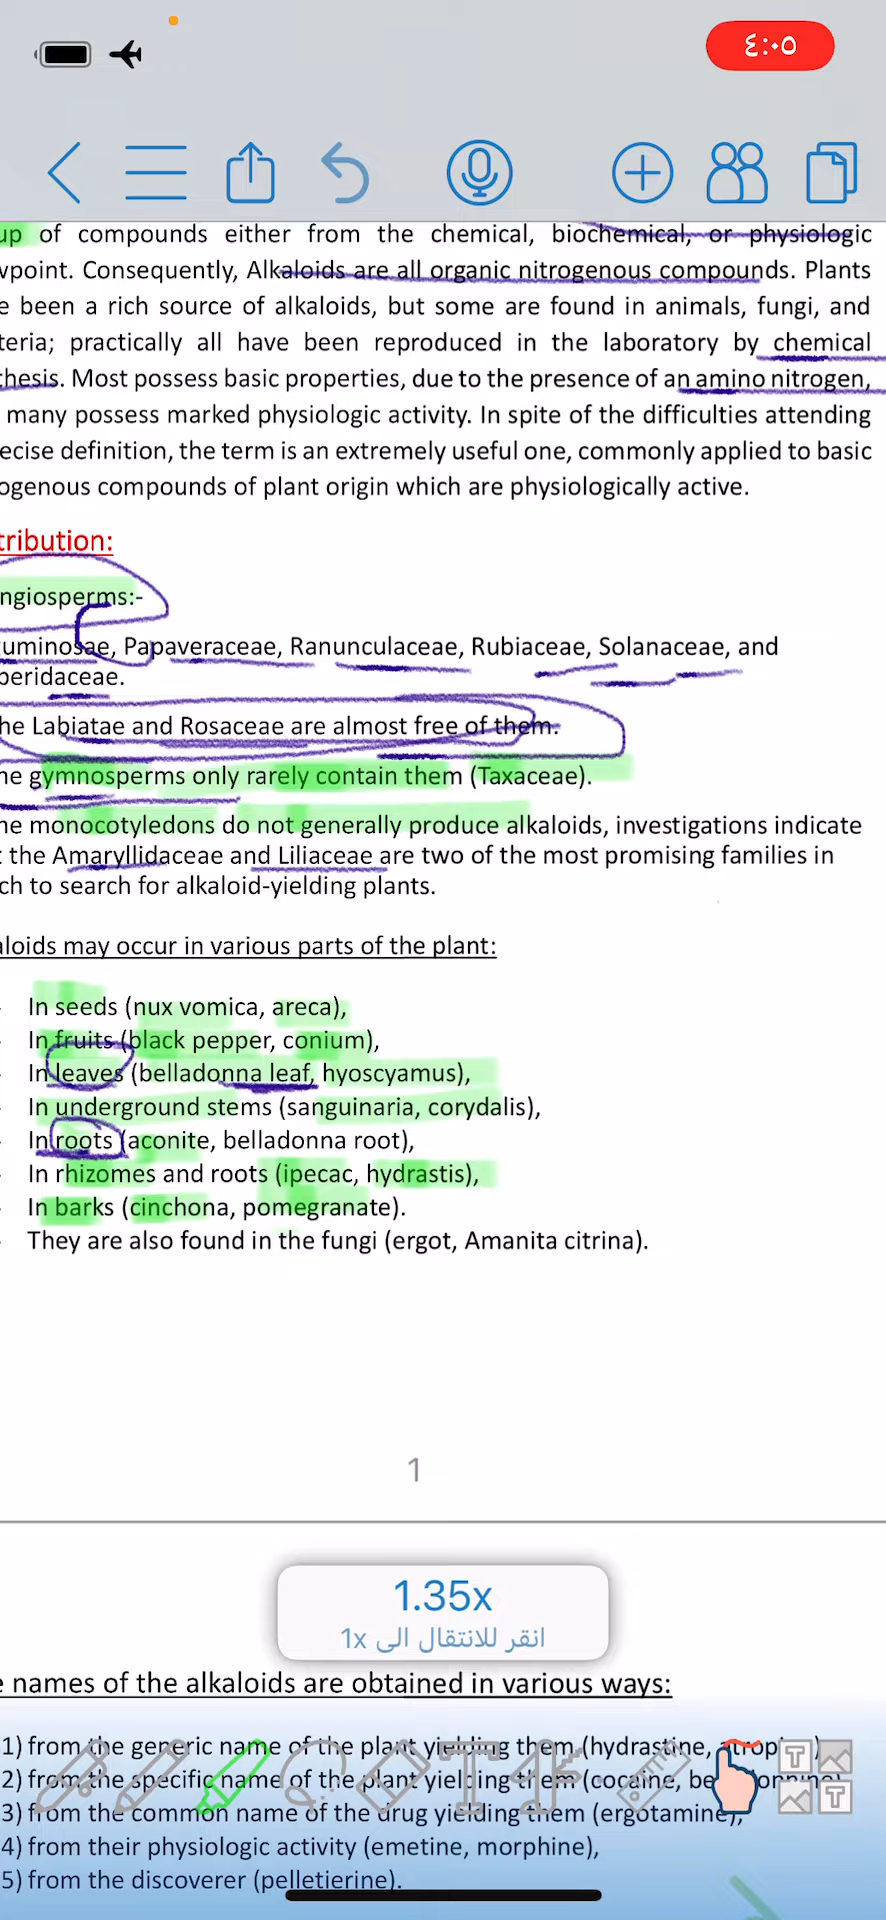 ٤:٠٥
up of compounds either from the chemical, biochemical, or physiologic
wpoint. Consequently, Alkaloids are all organic nitrogenous compounds. Plants
e been a rich source of alkaloids, but some are found in animals, fungi, and
teria; practically all have been reproduced in the laboratory by chemical
thesis. Most possess basic properties, due to the presence of an amino nitrogen,
many possess marked physiologic activity. In spite of the difficulties attending
ecise definition, the term is an extremely useful one, commonly applied to basic
ogenous compounds of plant origin which are physiologically active.
tribution:
ngiosperms:-
uminosae, Papaveraceae, Ranunculaceae, Rubiaceae, Solanaceae, and
beridaceae.
he Labiatae and Rosaceae are almost free of them.
he gymnosperms only rarely contain them (Taxaceae).
he monocotyledons do not generally produce alkaloids, investigations indicate
t the Amaryllidaceae and Liliaceae are two of the most promising families in
ch to search for alkaloid-yielding plants.
aloids may occur in various parts of the plant:
- In seeds (nux vomica, areca),
- In fruits (black pepper, conium),
- In leaves (belladonna leaf, hyoscyamus),
- In underground stems (sanguinaria, corydalis),
- In roots (aconite, belladonna root),
- In rhizomes and roots (ipecac, hydrastis),
- In barks (cinchona, pomegranate).
- They are also found in the fungi (ergot, Amanita citrina).
1
1.35x
انقر للانتقال الى 1x
e names of the alkaloids are obtained in various ways:
1) from the generic name of the plant yielding them (hydrastine,
2) from the specific name of the plant yielding them (cocaine,
3) from the common name of the drug yielding them (ergotamine),
4) from their physiologic activity (emetine, morphine),
5) from the discoverer (pelletierine).